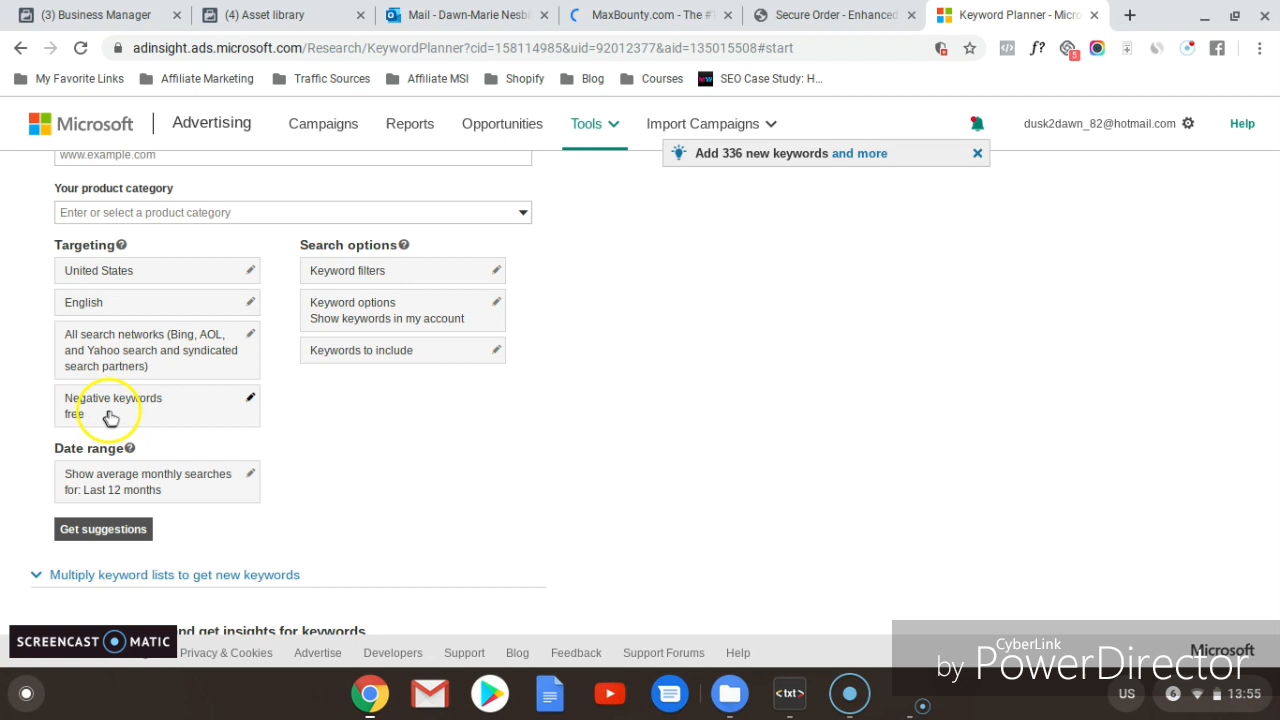 (3) Business Manager
(4) Asset library
Mail - Dawn-Marie Nesb
MaxBounty.com - The #
Secure Order - Enhanced
Keyword Planner - Micro
adinsight.ads.microsoft.com/Research/KeywordPlanner?cid=158114985&uid=92012377&aid=135015508#start
f?
5
My Favorite Links
Affiliate Marketing
Traffic Sources
Affiliate MSI
Shopify
Blog
Courses
SEO Case Study: H...
Microsoft
Advertising
Campaigns
Reports
Opportunities
Tools
Import Campaigns
dusk2dawn_82@hotmail.com
Help
www.example.com
Add 336 new keywords and more
Your product category
Enter or select a product category
Targeting
Search options
United States
Keyword filters
English
Keyword options
Show keywords in my account
All search networks (Bing, AOL,
and Yahoo search and syndicated
search partners)
Keywords to include
Negative keywords
free
Date range
Show average monthly searches
for: Last 12 months
Get suggestions
Multiply keyword lists to get new keywords
nd get insights for keywords
SCREENCAST MATIC
Privacy & Cookies
Advertise
Developers
Support
Blog
Feedback
Support Forums
Help
Microsoft
CyberLink
by PowerDirector
<txt>
US
6
13:55